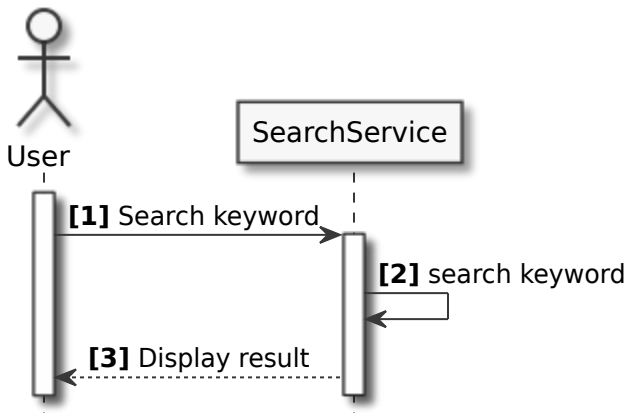 User
SearchService
[1] Search keyword
[2] search keyword
[3] Display result